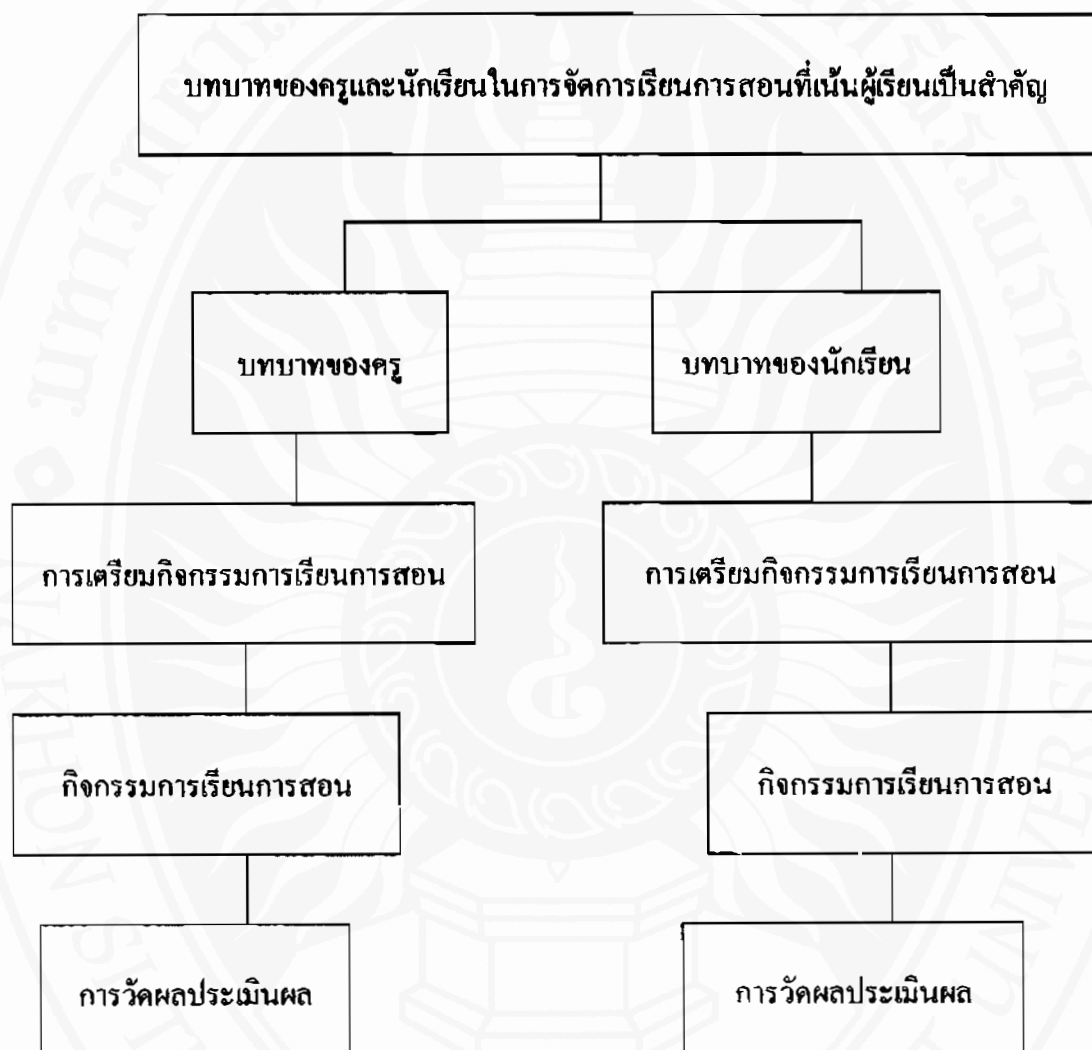 บทบาทของครูและนักเรียนในการจัดการเรียนการสอนที่เน้นผู้เรียนเป็นสำคัญ
บทบาทของครู
บทบาทของนักเรียน
การเตรียมกิจกรรมการเรียนการสอน
การเตรียมกิจกรรมการเรียนการสอน
กิจกรรมการเรียนการสอน
กิจกรรมการเรียนการสอน
การวัดผลประเมินผล
การวัดผลประเมินผล